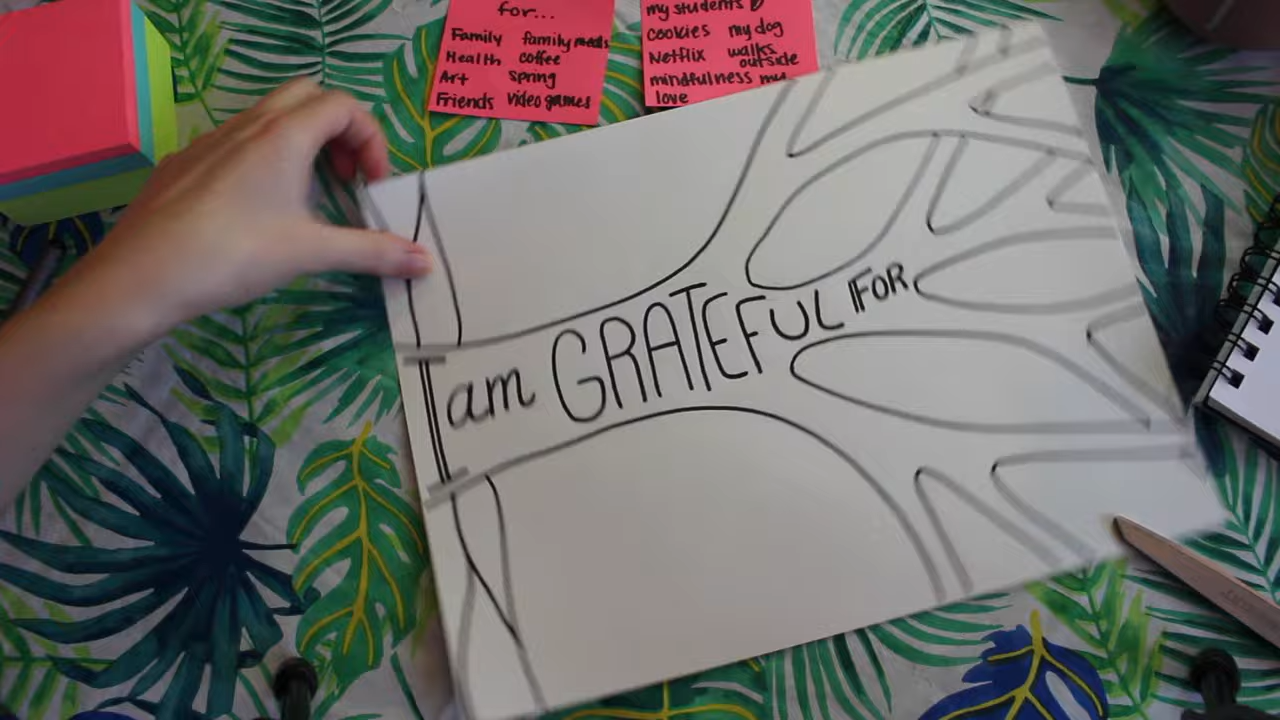 for...
Family family meals
Health coffee
Art spring
Friends video games
my students
cookies my dog
Netflix walks outside
mindfulness my
love
I am GRATEFUL FOR